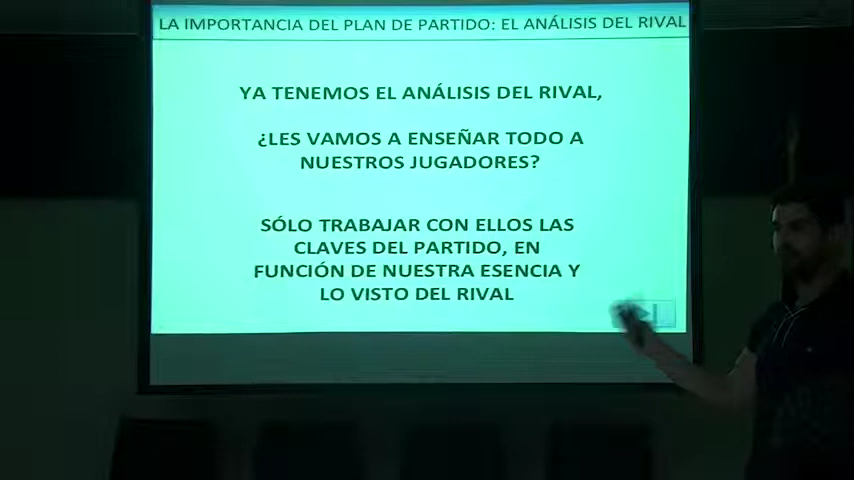 LA IMPORTANCIA DEL PLAN DE PARTIDO: EL ANÁLISIS DEL RIVAL
YA TENEMOS EL ANÁLISIS DEL RIVAL,
¿LES VAMOS A ENSEÑAR TODO A
NUESTROS JUGADORES?
SÓLO TRABAJAR CON ELLOS LAS
CLAVES DEL PARTIDO, EN
FUNCIÓN DE NUESTRA ESENCIA Y
LO VISTO DEL RIVAL